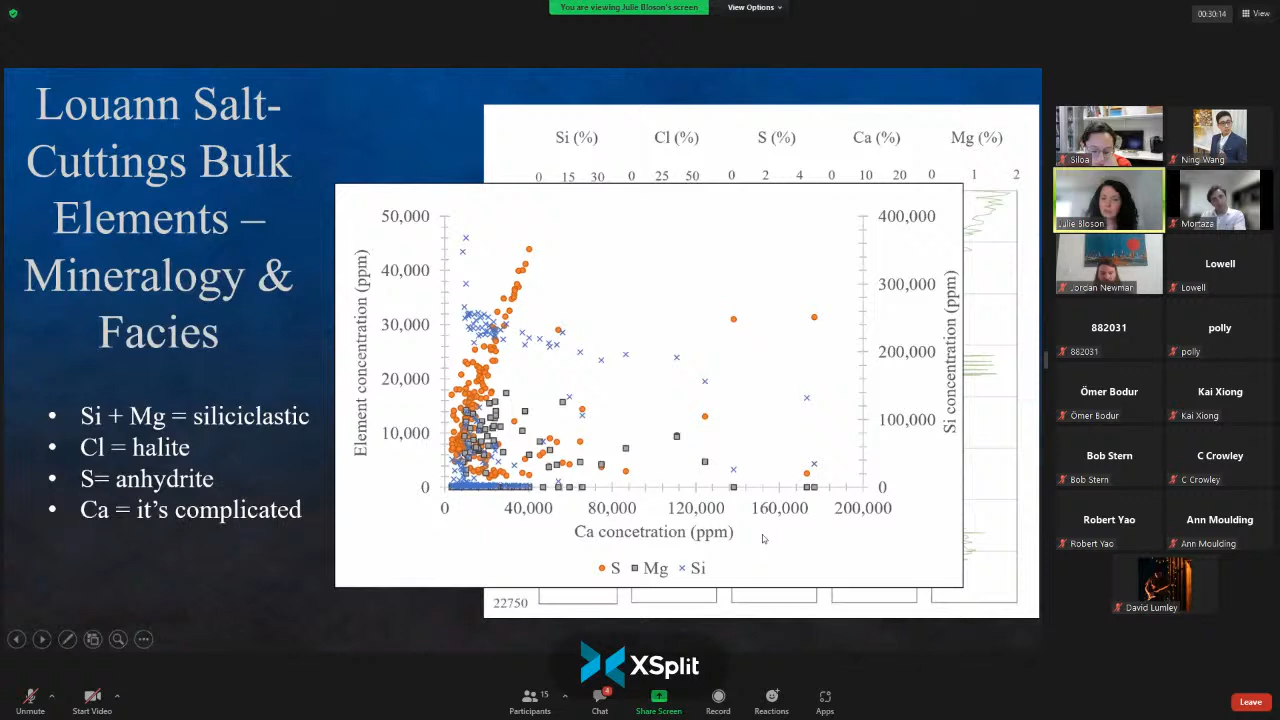 You are viewing Julie Bloson's screen
View Options
00:30:14
View
Louann Salt-
Cuttings Bulk
Elements –
Mineralogy &
Facies
• Si + Mg = siliciclastic
• Cl = halite
• S= anhydrite
• Ca = it's complicated
Si (%) Cl (%) S (%) Ca (%) Mg (%)
0 15 30 0 25 50 0 2 4 0 10 20 0 1 2
50,000
40,000
30,000
20,000
10,000
0
Element concentration (ppm)
400,000
300,000
200,000
100,000
0
Si concentration (ppm)
0 40,000 80,000 120,000 160,000 200,000
Ca concetration (ppm)
S Mg Si
22750
Siloa
Ning Wang
Julie Bloson
Mortaza
Jordan Newman
Lowell
Lowell
882031
882031
polly
polly
Ömer Bodur
Ömer Bodur
Kai Xiong
Kai Xiong
Bob Stern
Bob Stern
C Crowley
C Crowley
Robert Yao
Robert Yao
Ann Moulding
Ann Moulding
David Lumley
XSplit
Unmute
Start Video
15
Participants
4
Chat
Share Screen
Record
Reactions
Apps
Leave